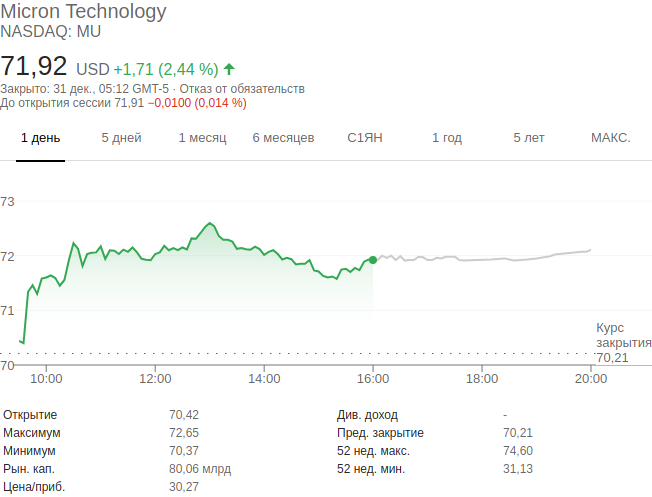 Micron Technology
NASDAQ: MU
71,92 USD +1,71 (2,44 %)
Закрыто: 31 дек., 05:12 GMT-5 · Отказ от обязательств
До открытия сессии 71,91 −0,0100 (0,014 %)
1 день 5 дней 1 месяц 6 месяцев С1ЯН 1 год 5 лет МАКС.
73
72
71
70
Курс
закрытия
70,21
10:00 12:00 14:00 16:00 18:00 20:00
Открытие 70,42 Див. доход -
Максимум 72,65 Пред. закрытие 70,21
Минимум 70,37 52 нед. макс. 74,60
Рын. кап. 80,06 млрд 52 нед. мин. 31,13
Цена/приб. 30,27